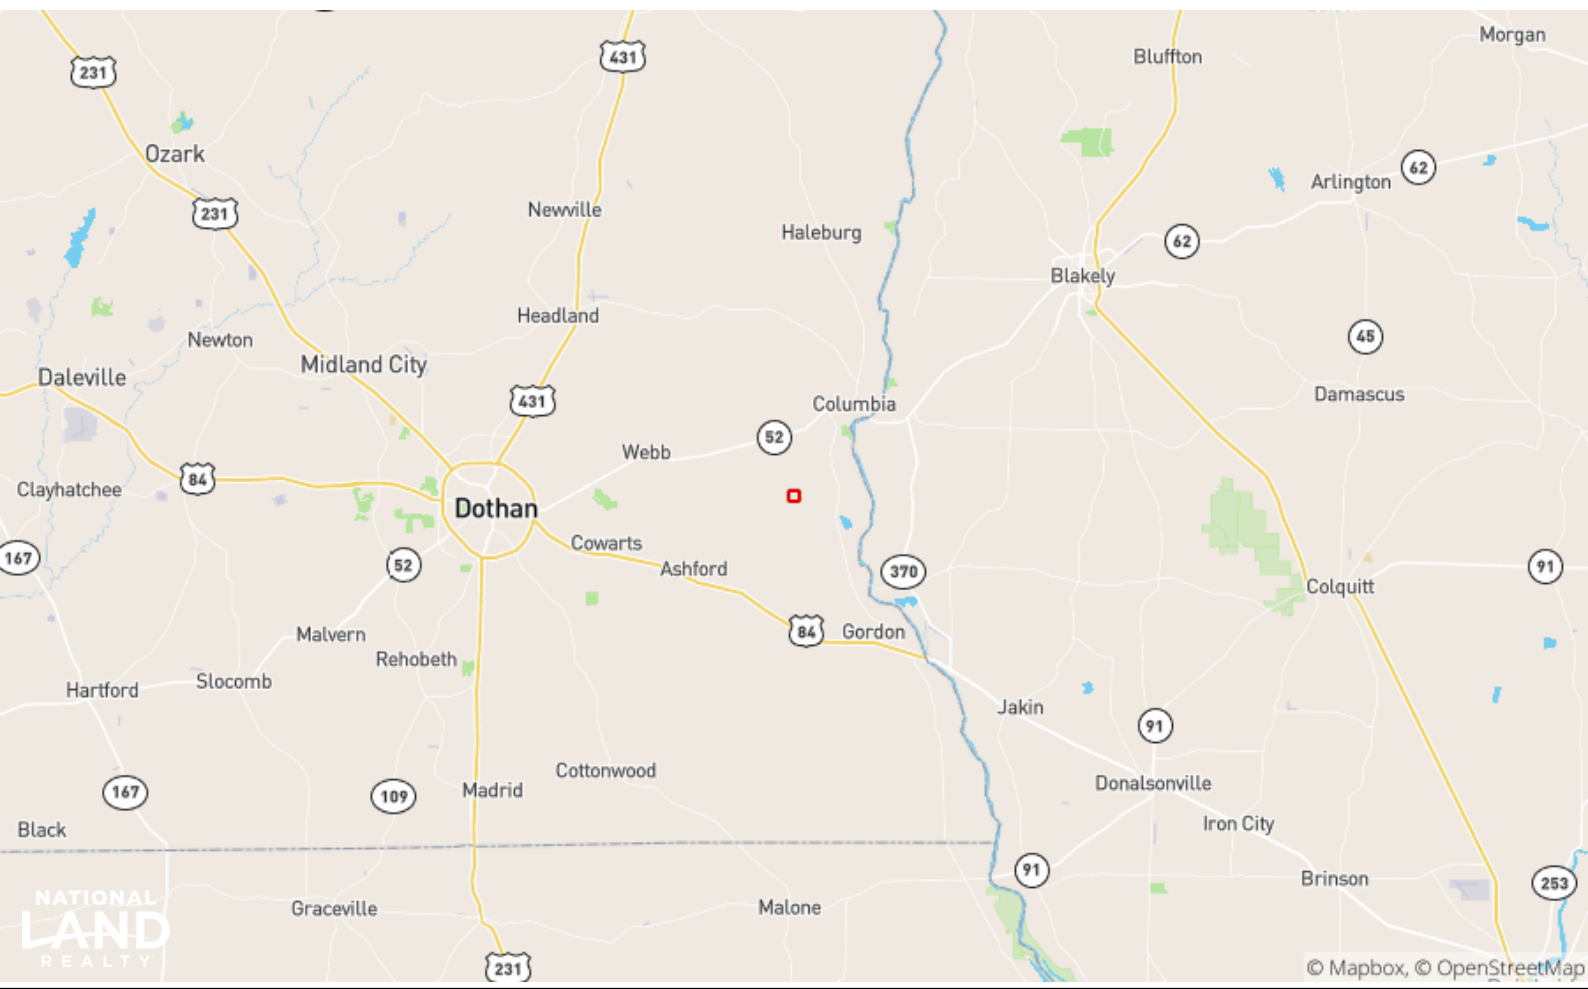 Morgan
231
431
Bluffton
Ozark
62
Arlington
231
Newville
Haleburg
62
Blakely
Headland
Newton
45
Midland City
Daleville
431
Damascus
Columbia
52
Webb
84
Clayhatchee
Dothan
Cowarts
167
52
Ashford
370
91
Colquitt
84
Gordon
Malvern
Rehobeth
Slocomb
Hartford
Jakin
91
Cottonwood
Donalsonville
167
109
Madrid
Iron City
Black
91
Brinson
253
NATIONAL
LAND
REALTY
Graceville
Malone
231
© Mapbox, © OpenStreetMap